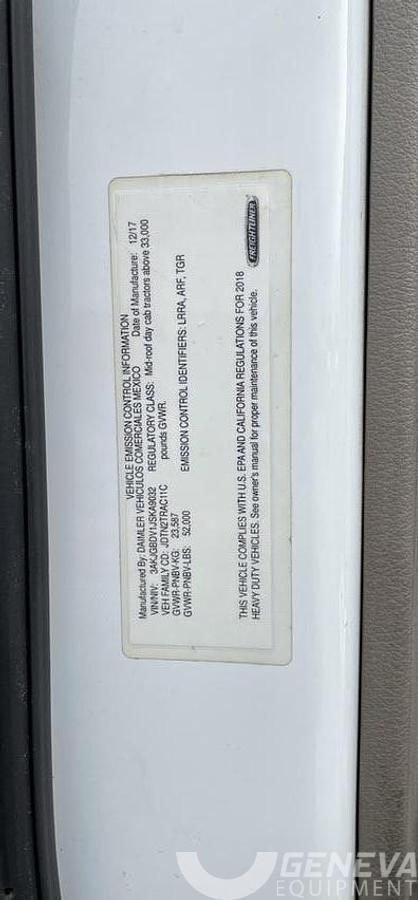 VEHICLE EMISSION CONTROL INFORMATION
Manufactured By: DAIMLER VEHICULOS COMERCIALES MEXICO Date of Manufacture: 12/17
VIN/NIV: 3AKJGBDV1JSKA9032 REGULATORY CLASS: Mid-roof day cab tractors above 33,000
VEH FAMILY CD: JDTN2TRAC11C pounds GVWR.
GVWR-PNBV-KG: 23,587
GVWR-PNBV-LBS: 52,000 EMISSION CONTROL IDENTIFIERS: LRRA, ARF, TGR
THIS VEHICLE COMPLIES WITH U.S. EPA AND CALIFORNIA REGULATIONS FOR 2018
HEAVY DUTY VEHICLES. See owner's manual for proper maintenance of this vehicle.
FREIGHTLINER
GENEVA
EQUIPMENT